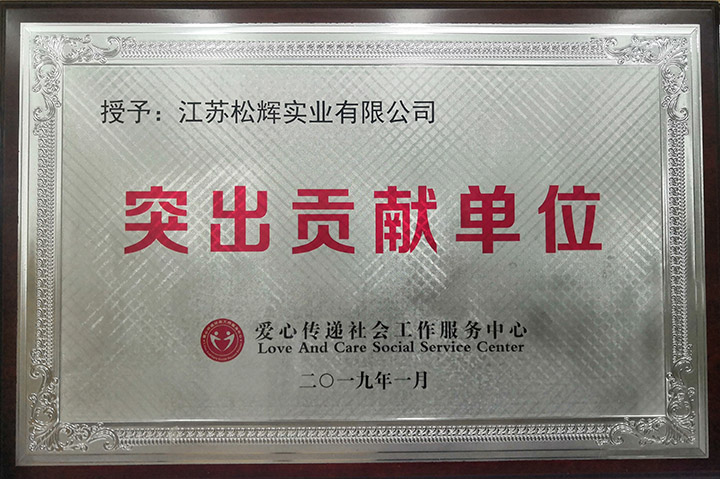 授予：江苏松辉实业有限公司
突出贡献单位
爱心传递社会工作服务中心
Love And Care Social Service Center
二〇一九年一月